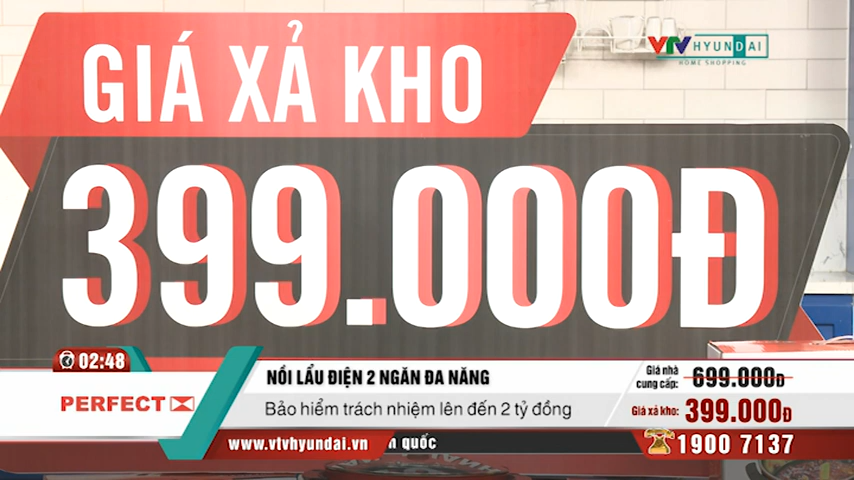 GIÁ XẢ KHO
VTV HYUNDAI
HOME SHOPPING
399.000Đ
02:48
PERFECT
NỒI LẨU ĐIỆN 2 NGĂN ĐA NĂNG
Bảo hiểm trách nhiệm lên đến 2 tỷ đồng
Giá nhà
cung cấp: 699.000Đ
Giá xả kho: 399.000Đ
www.vtvhyundai.vn
quốc
1900 7137